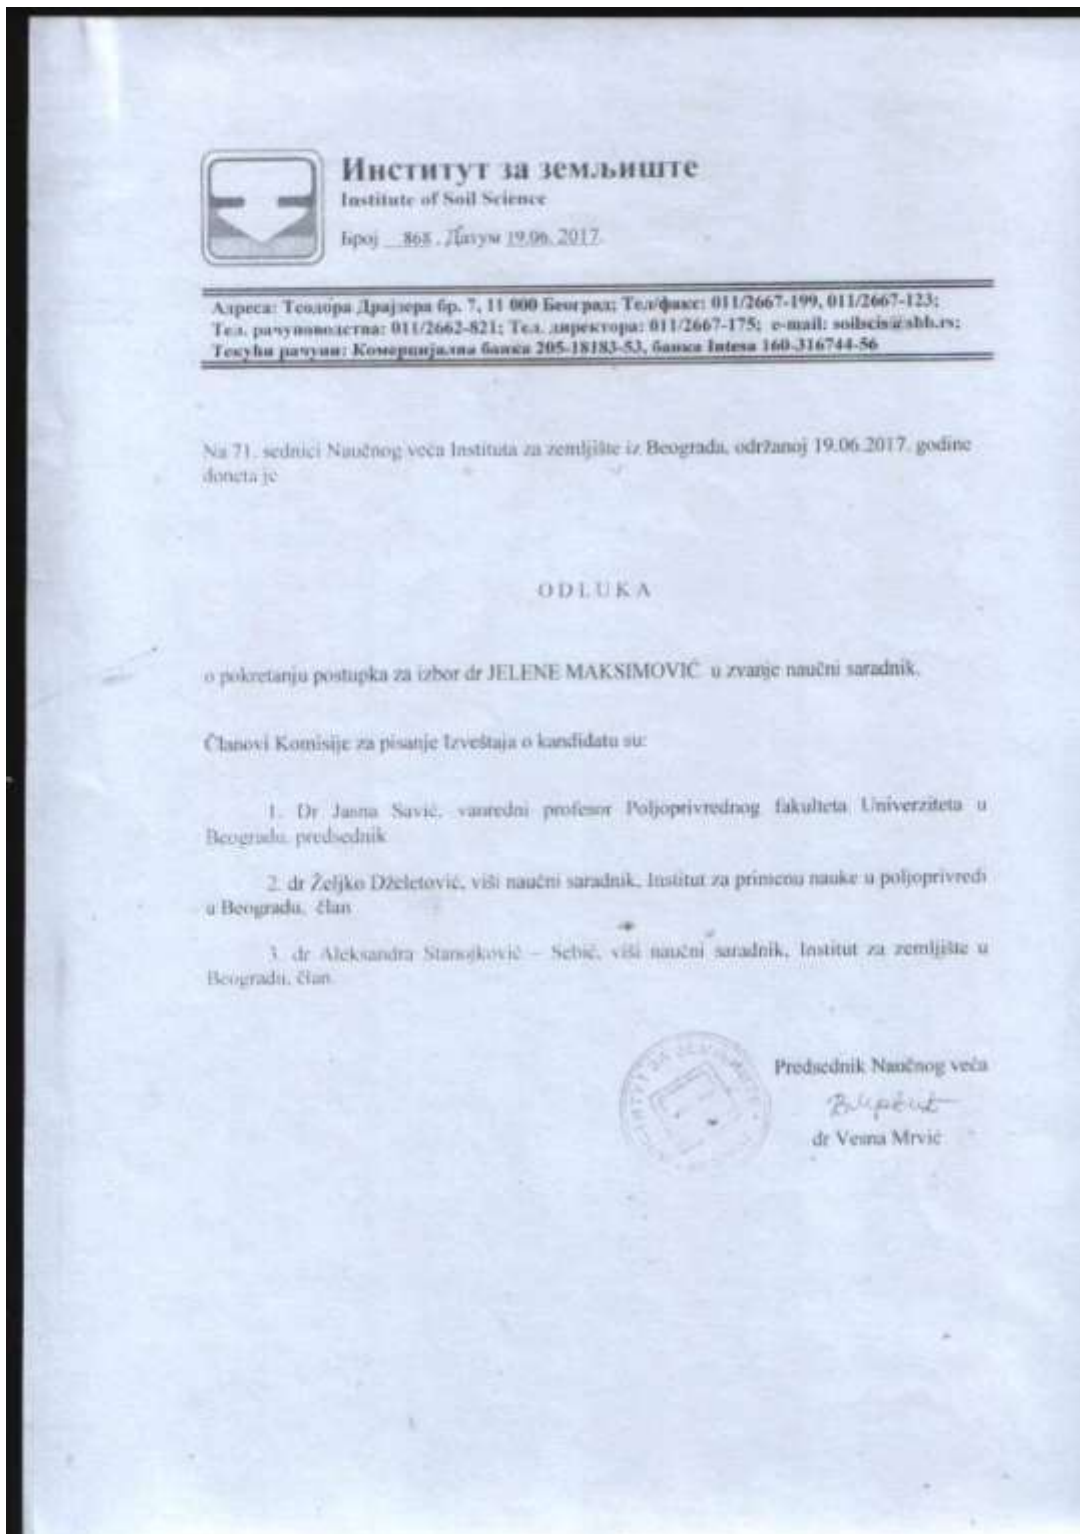 Институт за земљиште
Institute of Soil Science
Број 868. Датум 19.06.2017.
Адреса: Теодора Драјзера бр. 7, 11 000 Београд; Тел/факс: 011/2667-199, 011/2667-123;
Тел. рачуноводства: 011/2662-821; Тел. директора: 011/2667-175; e-mail: soilscis@sbb.rs;
Текући рачуни: Комерцијална банка 205-18183-53, банка Intesa 160-316744-56
Na 71. sednici Naučnog veća Instituta za zemljište iz Beograda, održanoj 19.06.2017. godine
doneta je
O D L U K A
o pokretanju postupka za izbor dr JELENE MAKSIMOVIĆ u zvanje naučni saradnik.
Članovi Komisije za pisanje Izveštaja o kandidatu su:
1. Dr Jasna Savić, vanredni profesor Poljoprivrednog fakulteta Univerziteta u
Beogradu, predsednik
2. dr Željko Dželetović, viši naučni saradnik, Institut za primenu nauke u poljoprivredi
u Beogradu, član
3. dr Aleksandra Stanojković – Sebić, viši naučni saradnik, Institut za zemljište u
Beogradu, član.
Predsednik Naučnog veća
dr Vesna Mrvić